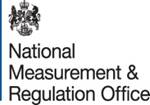 National
Measurement &
Regulation Office